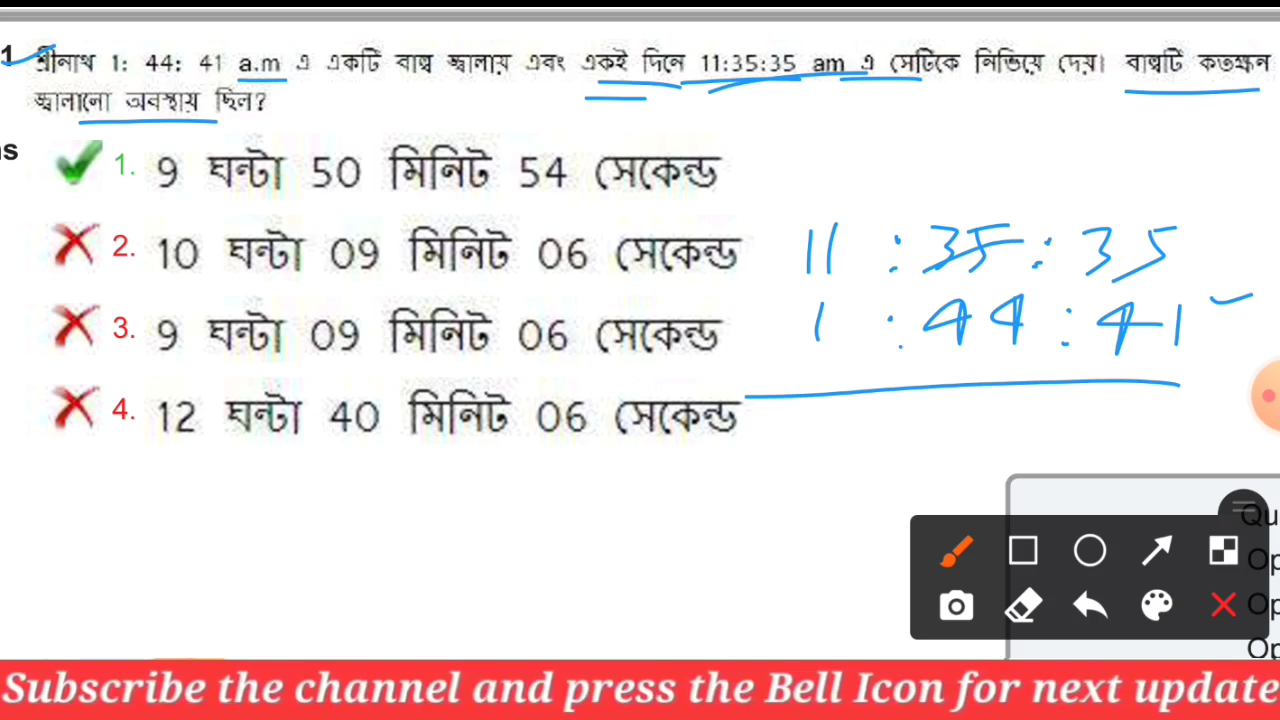 1 শ্রীনাথ 1: 44: 41 a.m এ একটি বাল্ব জ্বালায় এবং একই দিনে 11:35:35 am এ সেটিকে নিভিয়ে দেয়। বাল্বটি কতক্ষন
জ্বালানো অবস্থায় ছিল?
ns
1. 9 ঘন্টা 50 মিনিট 54 সেকেন্ড
2. 10 ঘন্টা 09 মিনিট 06 সেকেন্ড
3. 9 ঘন্টা 09 মিনিট 06 সেকেন্ড
4. 12 ঘন্টা 40 মিনিট 06 সেকেন্ড
11 : 35 : 35
1 : 44 : 41
Qu
Op
Op
Op
Subscribe the channel and press the Bell Icon for next update